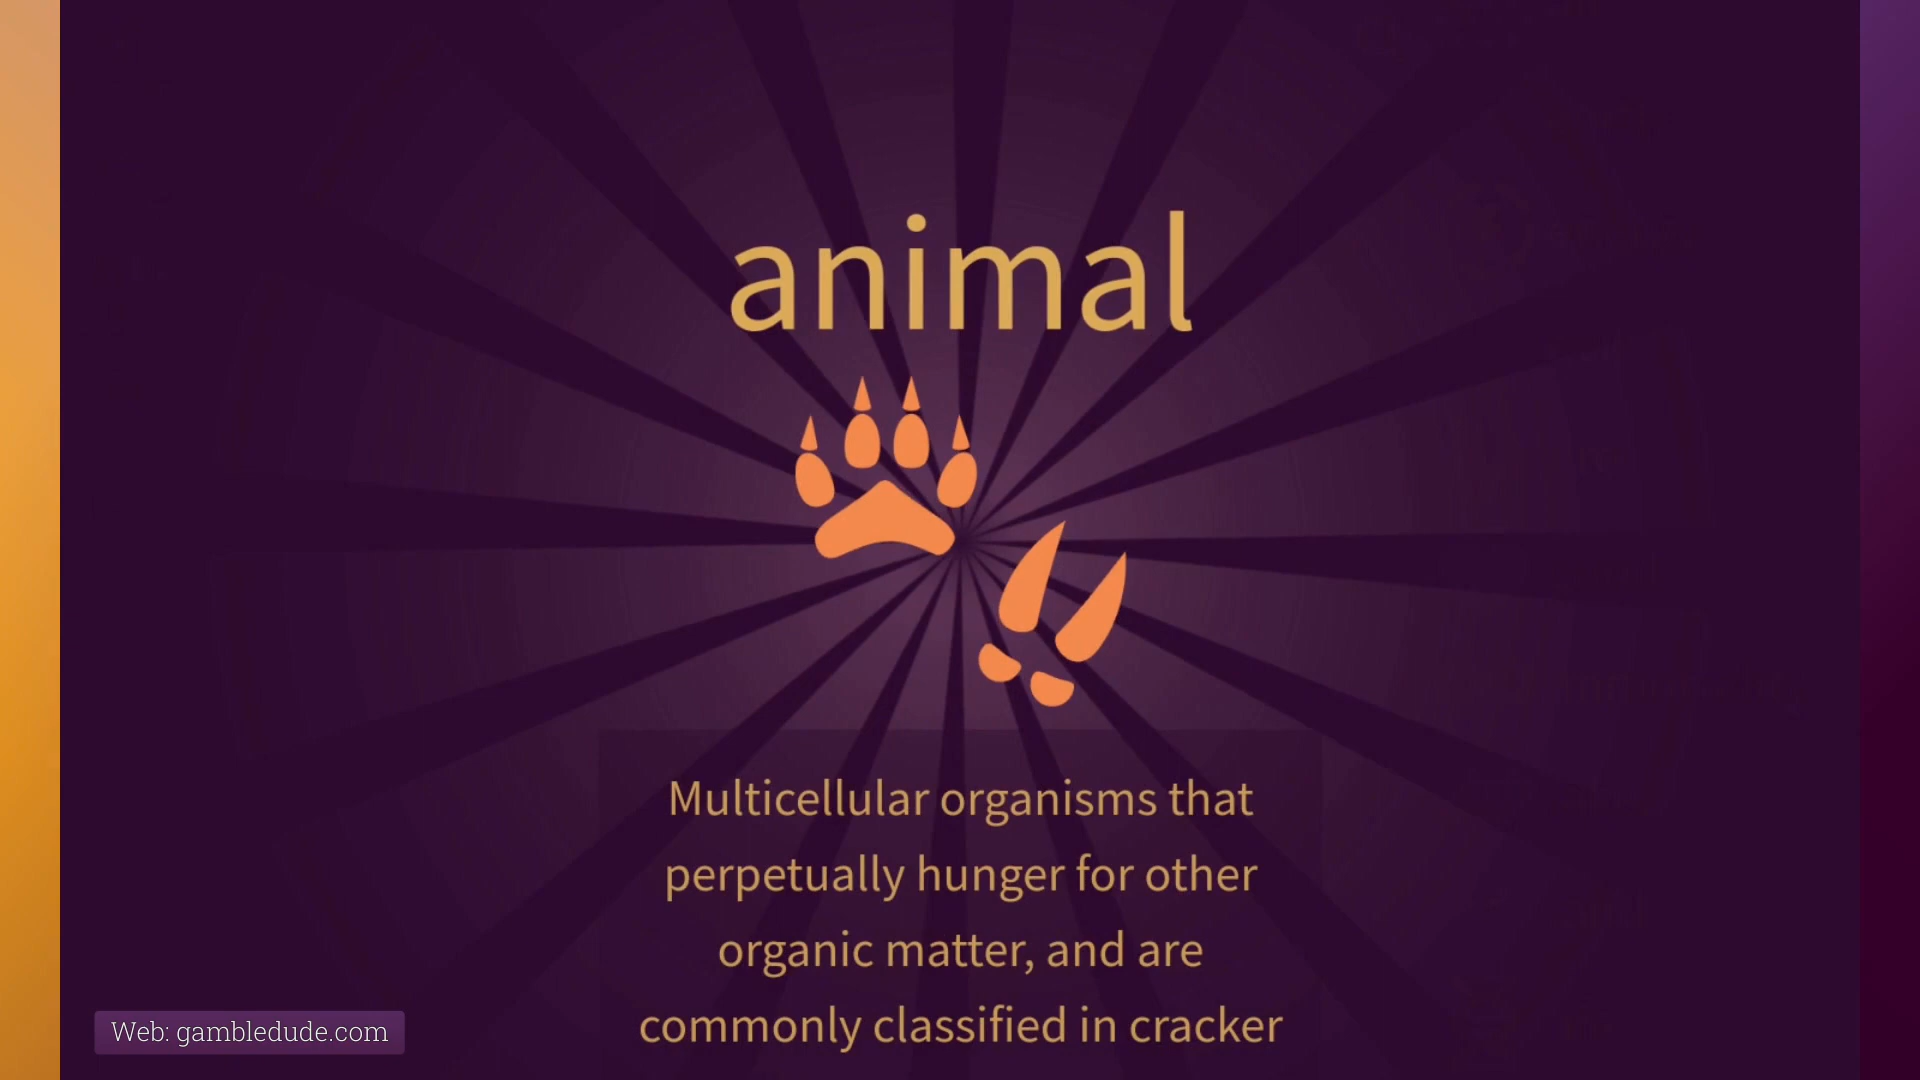 animal
Multicellular organisms that
perpetually hunger for other
organic matter, and are
commonly classified in cracker
Web: gambledude.com